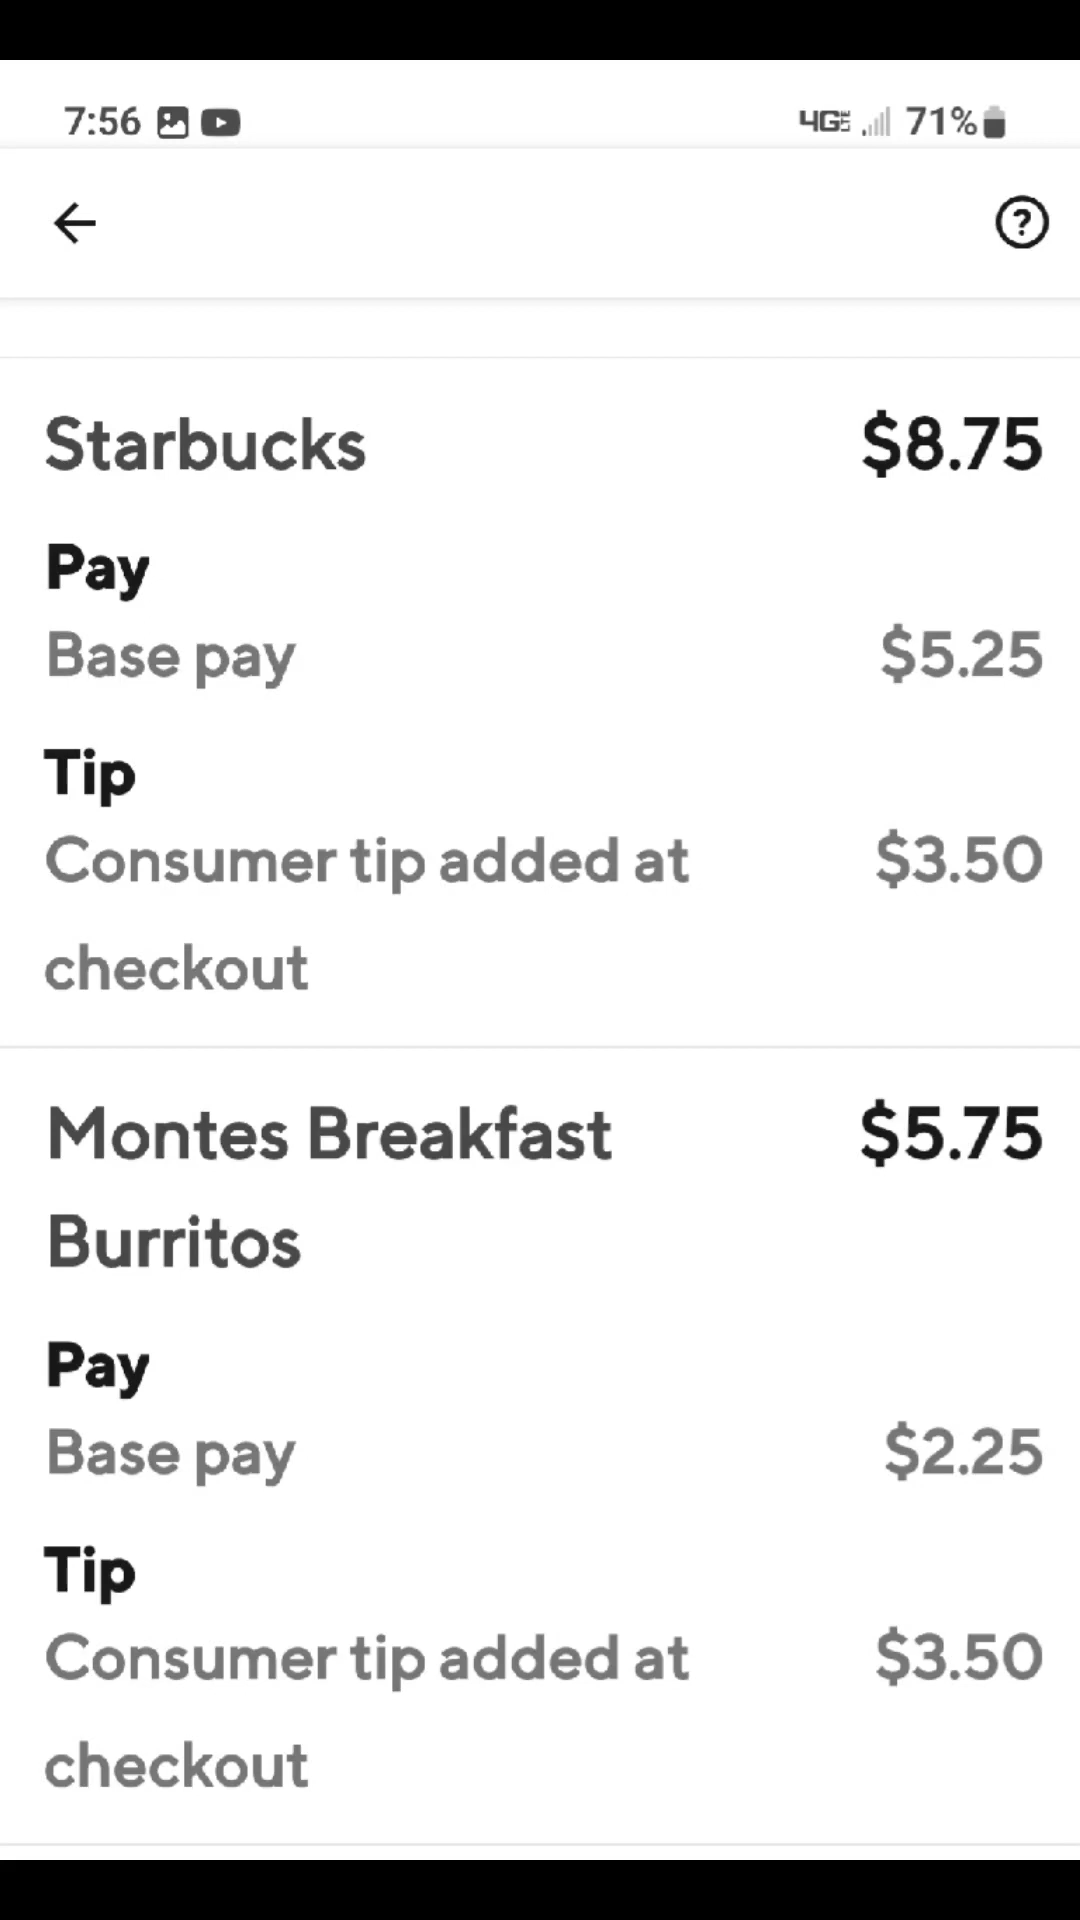 7:56 4G LTE 71%
?
Starbucks $8.75
Pay
Base pay $5.25
Tip
Consumer tip added at $3.50
checkout
Montes Breakfast $5.75
Burritos
Pay
Base pay $2.25
Tip
Consumer tip added at $3.50
checkout